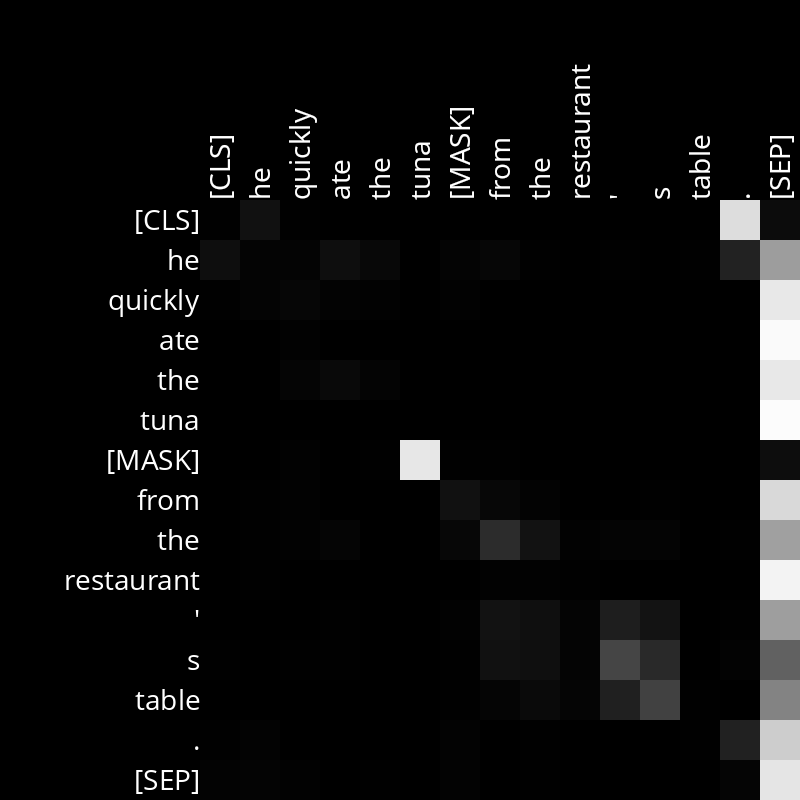 [CLS] he quickly ate the tuna [MASK] from the restaurant ' s table . [SEP]
[CLS]
he
quickly
ate
the
tuna
[MASK]
from
the
restaurant
'
s
table
.
[SEP]